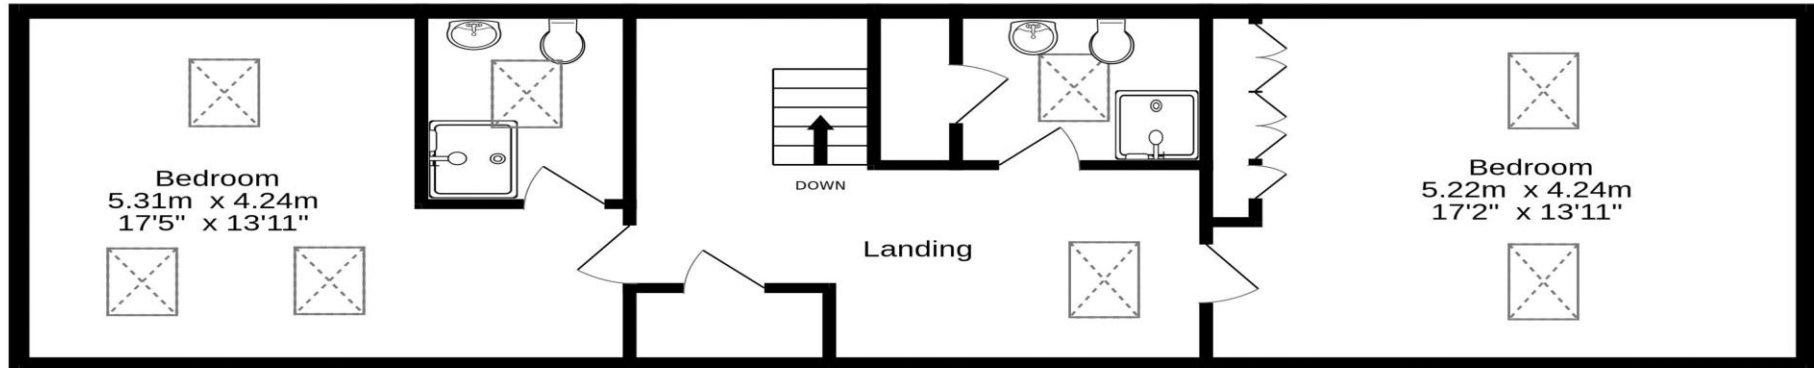 Bedroom
5.31m x 4.24m
17'5" x 13'11"
DOWN
Landing
Bedroom
5.22m x 4.24m
17'2" x 13'11"